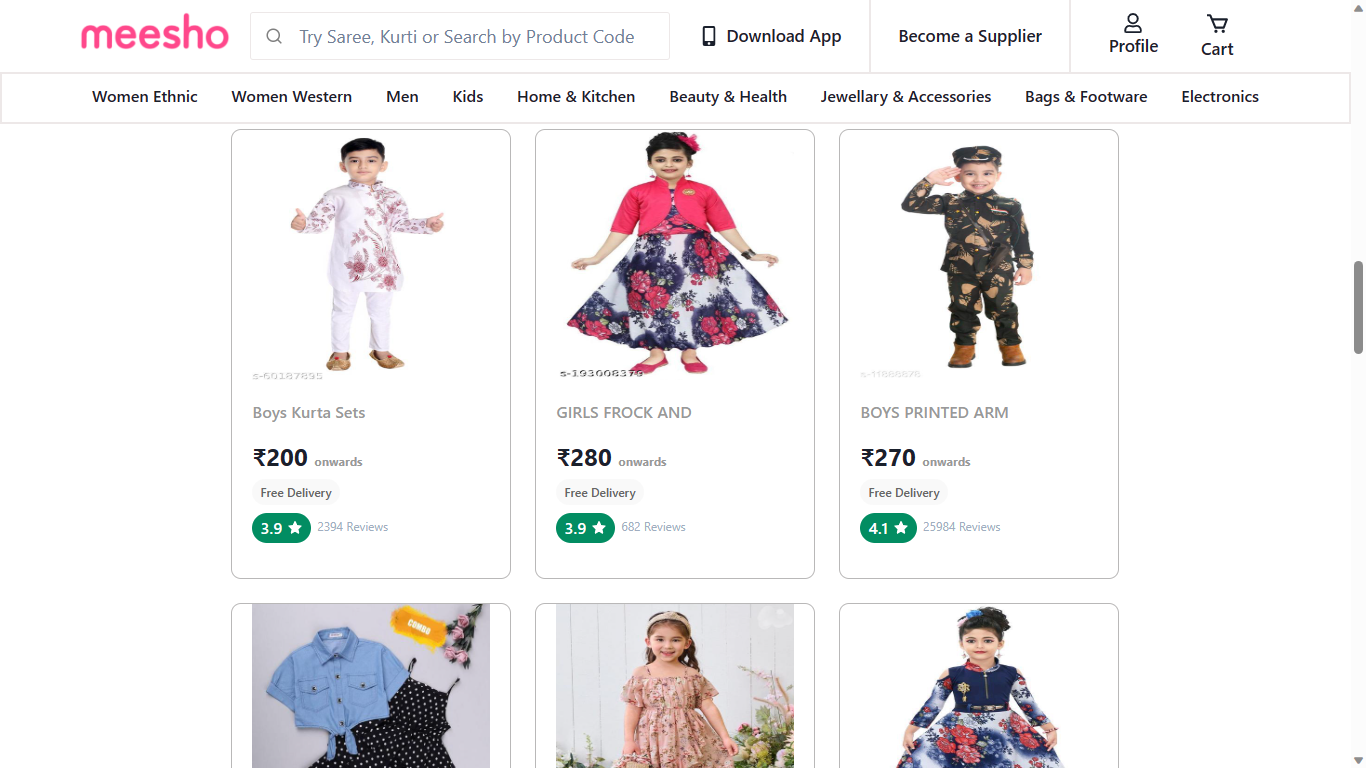 meesho
Try Saree, Kurti or Search by Product Code
Download App
Become a Supplier
Profile
Cart
Women Ethnic
Women Western
Men
Kids
Home & Kitchen
Beauty & Health
Jewellary & Accessories
Bags & Footware
Electronics
s-60187895
s-193008379
Boys Kurta Sets
₹200 onwards
Free Delivery
3.9
2394 Reviews
GIRLS FROCK AND
₹280 onwards
Free Delivery
3.9
682 Reviews
BOYS PRINTED ARM
₹270 onwards
Free Delivery
4.1
25984 Reviews
COMBO